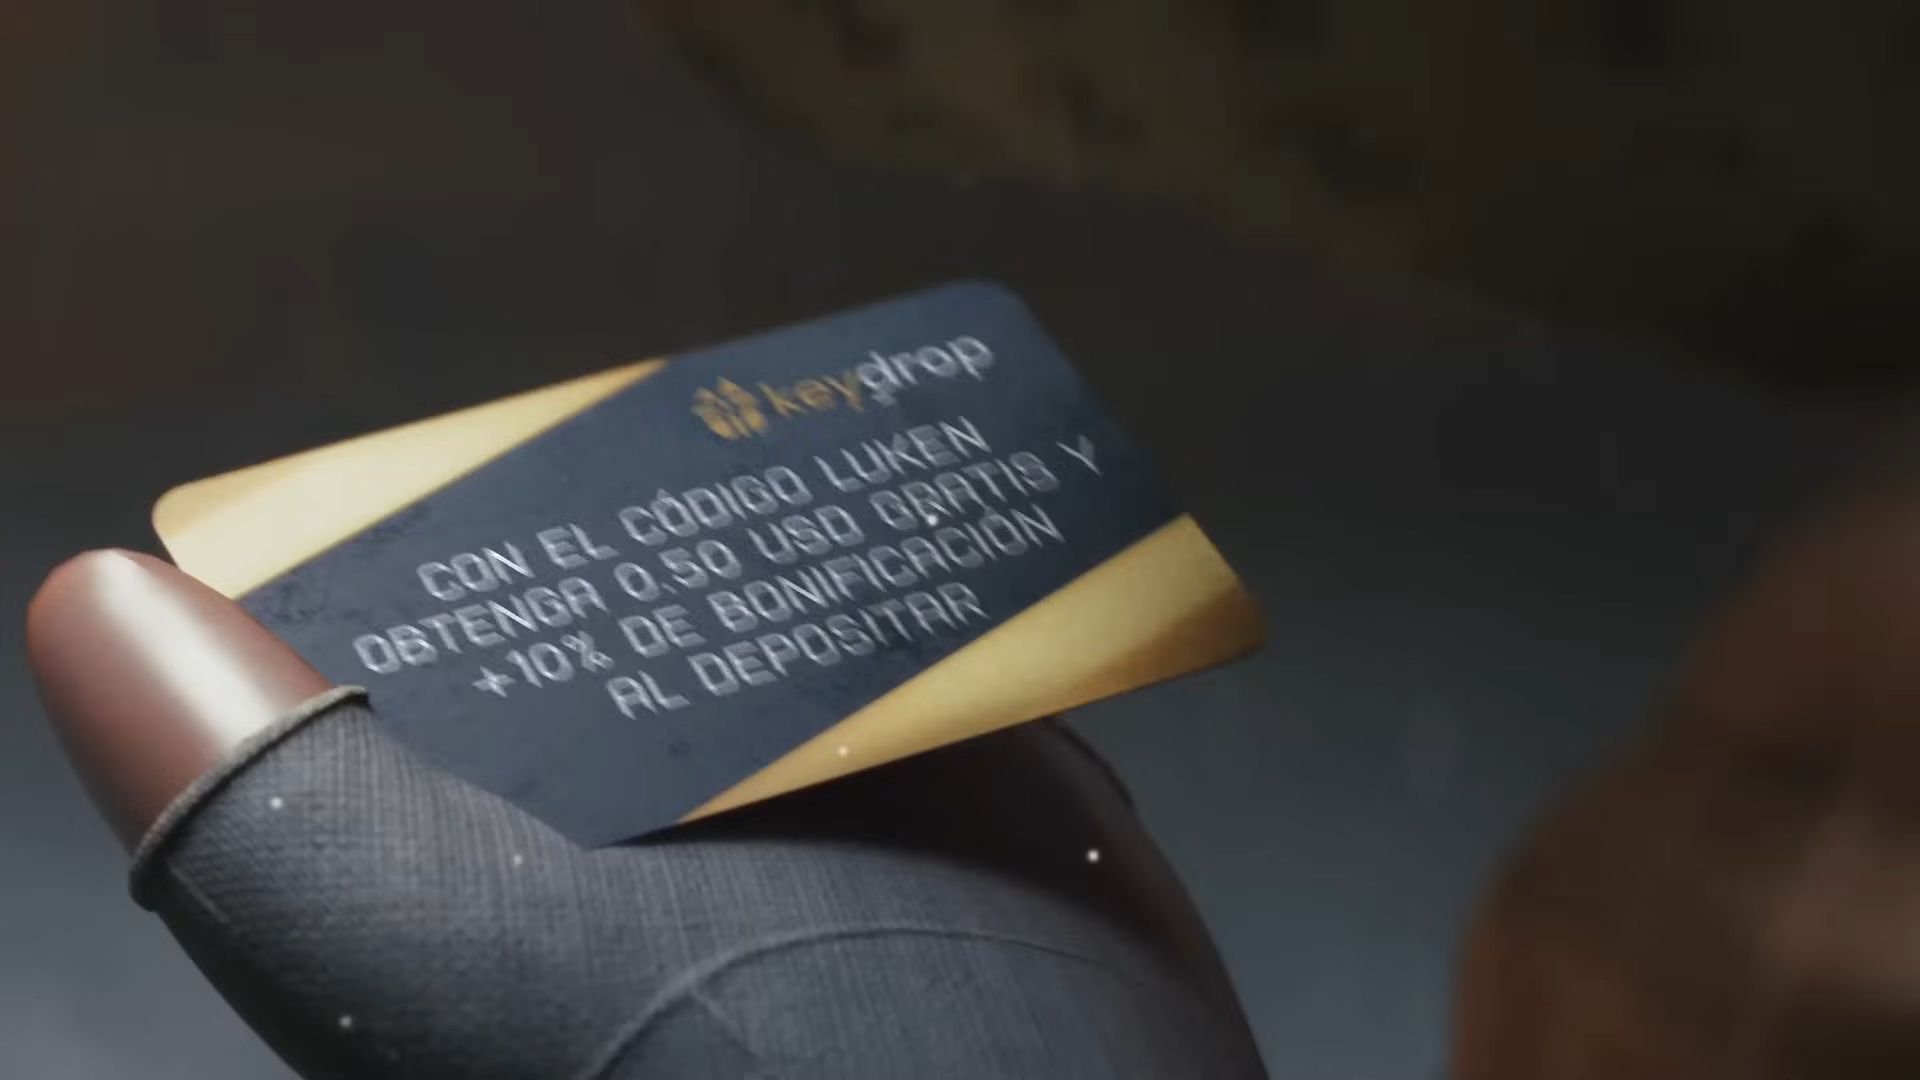 keydrop
CON EL CÓDIGO LUKEN
OBTENGA 0.50 USD GRATIS Y
+10% DE BONIFICACIÓN
AL DEPOSITAR